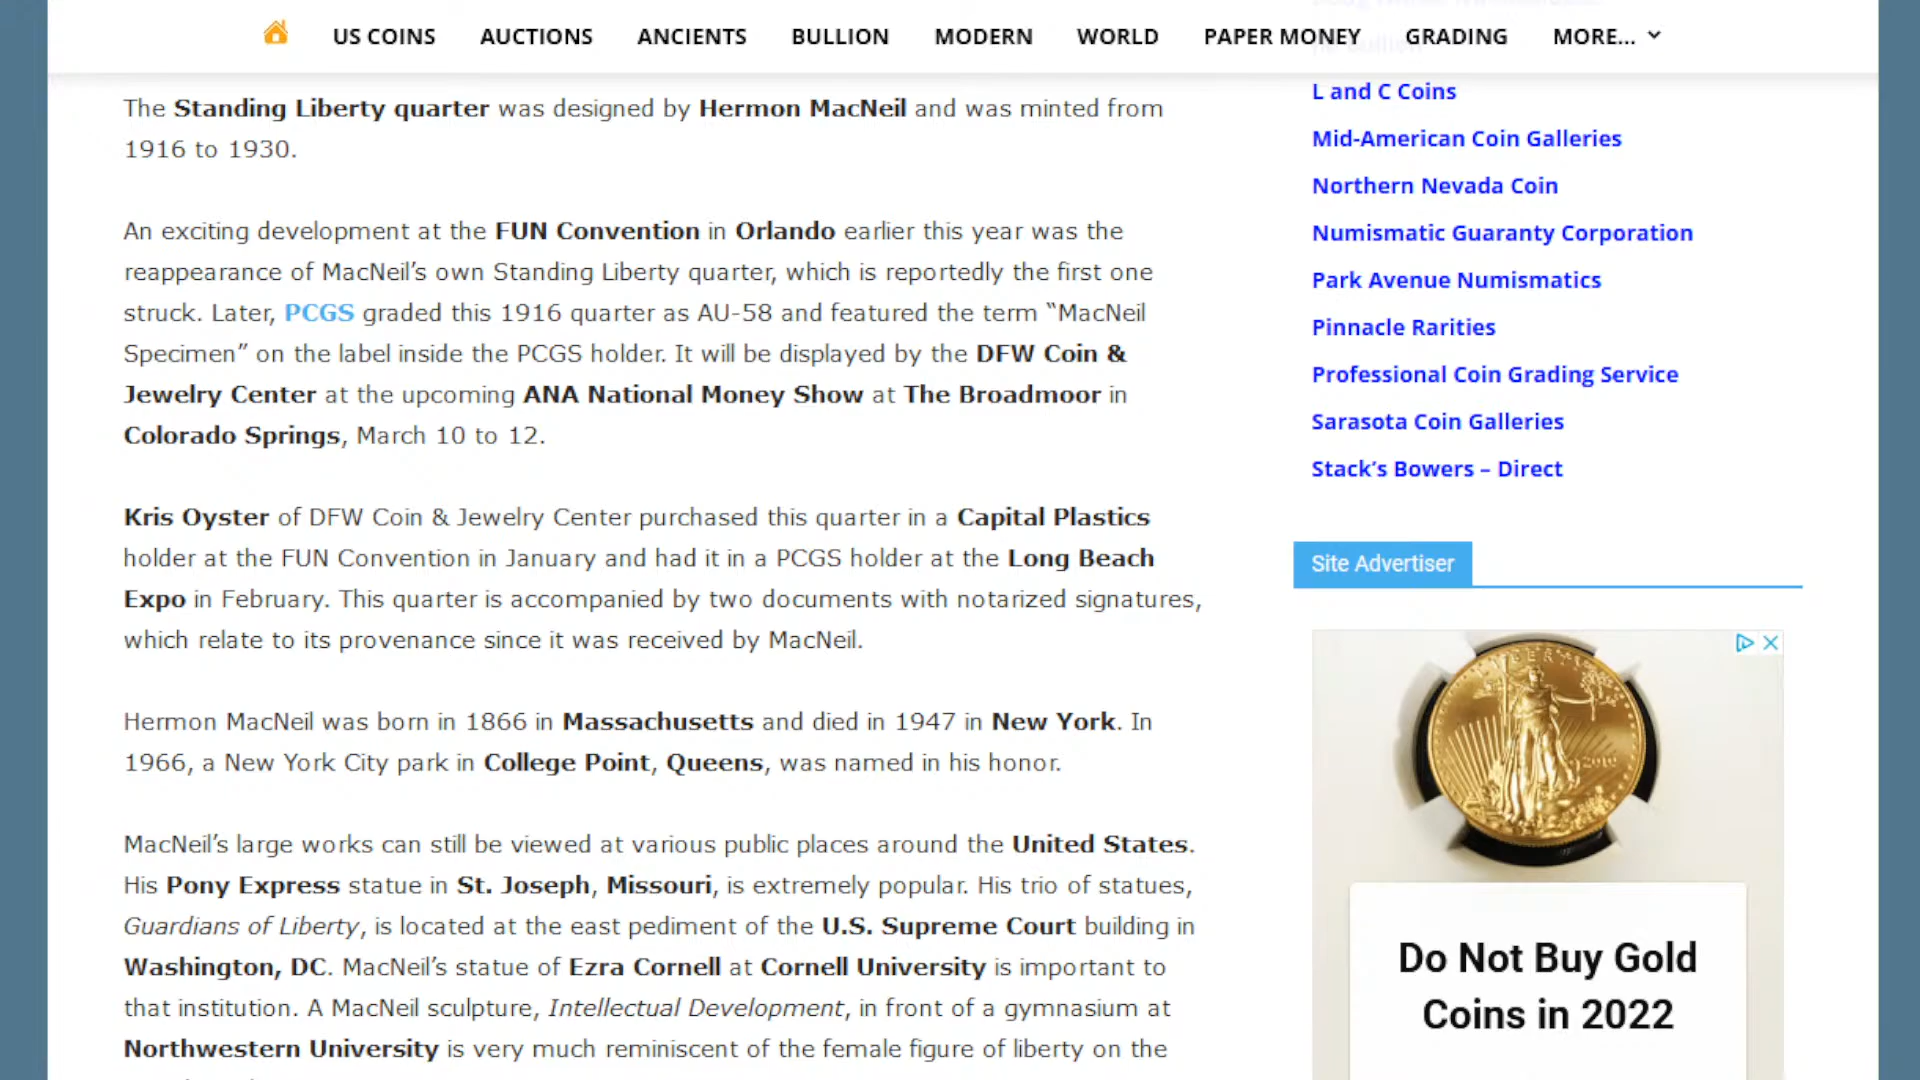 US COINS AUCTIONS ANCIENTS BULLION MODERN WORLD PAPER MONEY GRADING MORE...
The Standing Liberty quarter was designed by Hermon MacNeil and was minted from
1916 to 1930.
An exciting development at the FUN Convention in Orlando earlier this year was the
reappearance of MacNeil’s own Standing Liberty quarter, which is reportedly the first one
struck. Later, PCGS graded this 1916 quarter as AU-58 and featured the term “MacNeil
Specimen” on the label inside the PCGS holder. It will be displayed by the DFW Coin &
Jewelry Center at the upcoming ANA National Money Show at The Broadmoor in
Colorado Springs, March 10 to 12.
Kris Oyster of DFW Coin & Jewelry Center purchased this quarter in a Capital Plastics
holder at the FUN Convention in January and had it in a PCGS holder at the Long Beach
Expo in February. This quarter is accompanied by two documents with notarized signatures,
which relate to its provenance since it was received by MacNeil.
Hermon MacNeil was born in 1866 in Massachusetts and died in 1947 in New York. In
1966, a New York City park in College Point, Queens, was named in his honor.
MacNeil’s large works can still be viewed at various public places around the United States.
His Pony Express statue in St. Joseph, Missouri, is extremely popular. His trio of statues,
Guardians of Liberty, is located at the east pediment of the U.S. Supreme Court building in
Washington, DC. MacNeil’s statue of Ezra Cornell at Cornell University is important to
that institution. A MacNeil sculpture, Intellectual Development, in front of a gymnasium at
Northwestern University is very much reminiscent of the female figure of liberty on the
L and C Coins
Mid-American Coin Galleries
Northern Nevada Coin
Numismatic Guaranty Corporation
Park Avenue Numismatics
Pinnacle Rarities
Professional Coin Grading Service
Sarasota Coin Galleries
Stack’s Bowers – Direct
Site Advertiser
LIBERTY
2016
Do Not Buy Gold
Coins in 2022